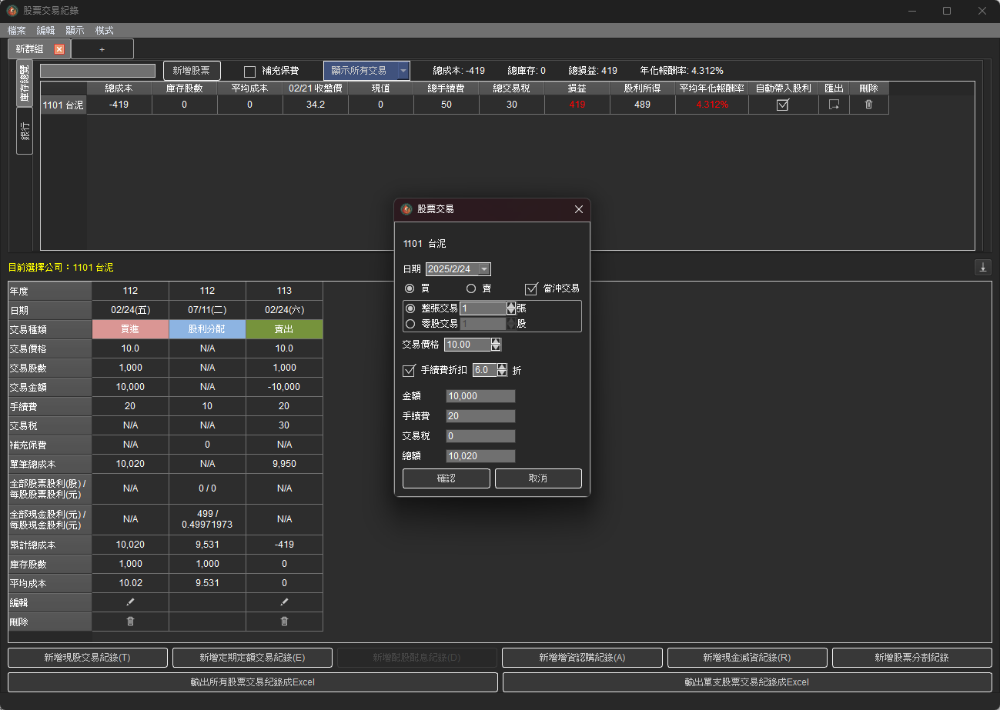 股票交易紀錄
檔案 編輯 顯示 模式
新群組 +
庫存總覽
銀行
新增股票 補充保費 顯示所有交易 總成本: -419 總庫存: 0 總損益: 419 年化報酬率: 4.312%
總成本 庫存股數 平均成本 02/21 收盤價 現值 總手續費 總交易稅 損益 股利所得 平均年化報酬率 自動帶入股利 匯出 刪除
1101 台泥 -419 0 0 34.2 0 50 30 419 489 4.312%
目前選擇公司：1101 台泥
年度 112 112 113
日期 02/24(五) 07/11(二) 02/24(六)
交易種類 買進 股利分配 賣出
交易價格 10.0 N/A 10.0
交易股數 1,000 N/A 1,000
交易金額 10,000 N/A -10,000
手續費 20 10 20
交易稅 N/A N/A 30
補充保費 N/A 0 N/A
單筆總成本 10,020 N/A 9,950
全部股票股利(股) /
每股股票股利(元) N/A 0 / 0 N/A
全部現金股利(元) / 499 /
每股現金股利(元) N/A 0.49971973 N/A
累計總成本 10,020 9,531 -419
庫存股數 1,000 1,000 0
平均成本 10.02 9.531 0
編輯
刪除
股票交易
1101 台泥
日期 2025/2/24
買 賣 當沖交易
整張交易 1 張
零股交易 1 股
交易價格 10.00
手續費折扣 6.0 折
金額 10,000
手續費 20
交易稅 0
總額 10,020
確認 取消
新增現股交易紀錄(T) 新增定期定額交易紀錄(E) 新增配股配息紀錄(D) 新增增資認購紀錄(A) 新增現金減資紀錄(R) 新增股票分割紀錄
輸出所有股票交易紀錄成Excel 輸出單支股票交易紀錄成Excel